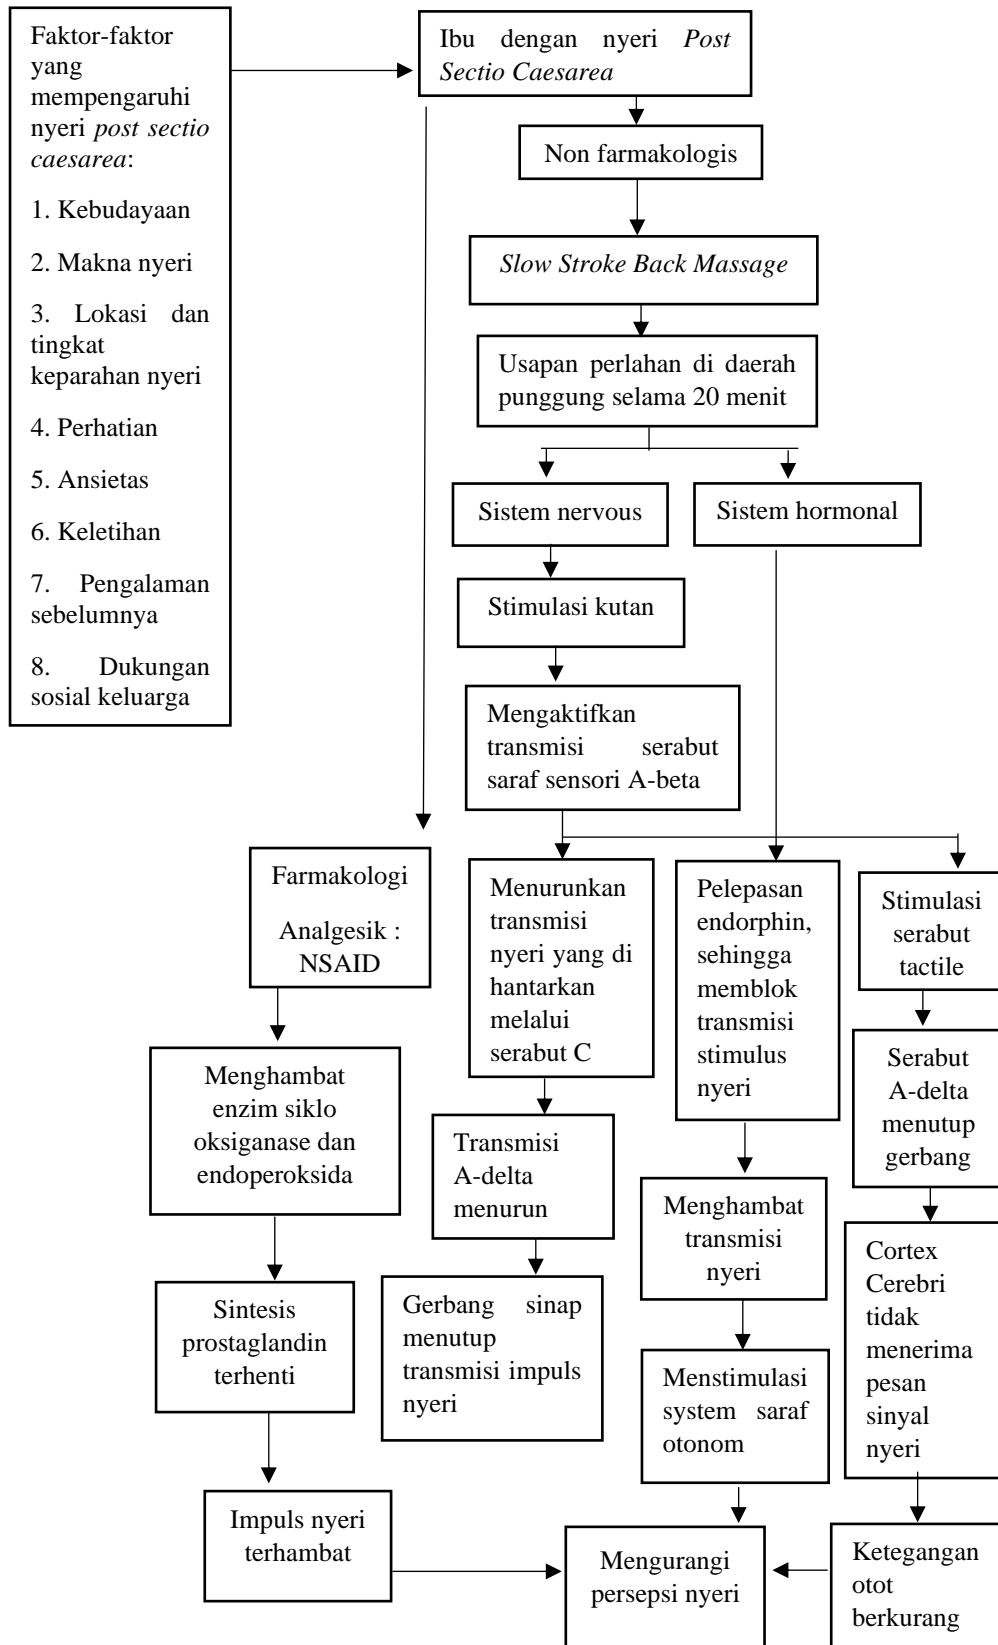 Faktor-faktor
yang
mempengaruhi
nyeri post sectio
caesarea:
1. Kebudayaan
2. Makna nyeri
3. Lokasi dan
tingkat
keparahan nyeri
4. Perhatian
5. Ansietas
6. Keletihan
7. Pengalaman
sebelumnya
8. Dukungan
sosial keluarga
Ibu dengan nyeri Post
Sectio Caesarea
Non farmakologis
Slow Stroke Back Massage
Usapan perlahan di daerah
punggung selama 20 menit
Sistem nervous
Sistem hormonal
Stimulasi kutan
Mengaktifkan
transmisi serabut
saraf sensori A-beta
Farmakologi
Analgesik :
NSAID
Menurunkan
transmisi
nyeri yang di
hantarkan
melalui
serabut C
Pelepasan
endorphin,
sehingga
memblok
transmisi
stimulus
nyeri
Stimulasi
serabut
tactile
Menghambat
enzim siklo
oksiganase dan
endoperoksida
Transmisi
A-delta
menurun
Menghambat
transmisi
nyeri
Serabut
A-delta
menutup
gerbang
Sintesis
prostaglandin
terhenti
Gerbang sinap
menutup
transmisi impuls
nyeri
Menstimulasi
system saraf
otonom
Cortex
Cerebri
tidak
menerima
pesan
sinyal
nyeri
Impuls nyeri
terhambat
Mengurangi
persepsi nyeri
Ketegangan
otot
berkurang